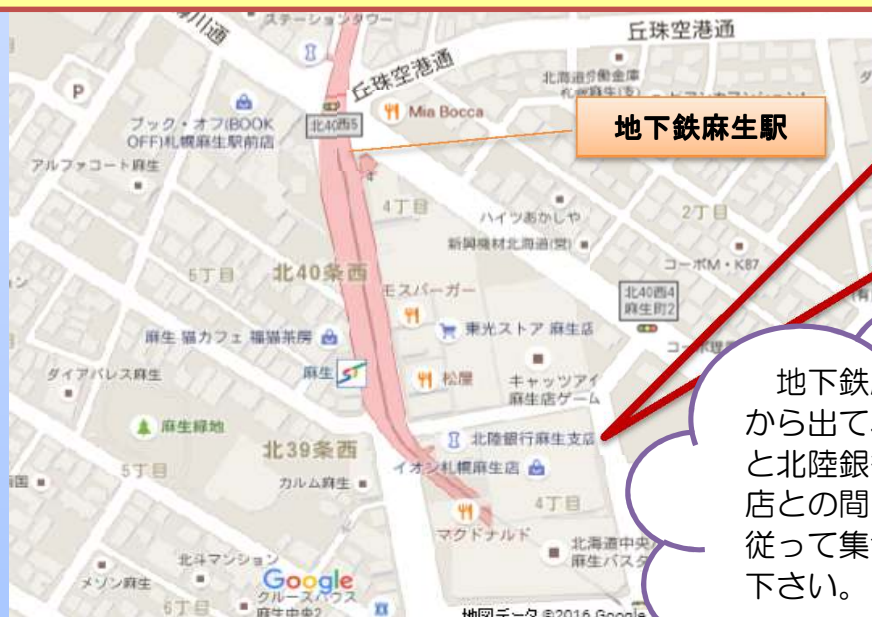 ステーションタワー
丘珠空港通
丘珠空港通
P
ブック・オフ(BOOK
OFF)札幌麻生駅前店
北40西5
Mia Bocca
地下鉄麻生駅
アルファコート麻生
4丁目
ハイツあかしや
2丁目
新興機材北海道(営)
コーポM・K87
5丁目
北40条西
モスバーガー
北40西4
麻生町2
麻生 猫カフェ 福猫茶房
東光ストア 麻生店
ダイアパレス麻生
麻生
松屋
キャッツアイ
麻生店ゲーム
麻生緑地
北39条西
北陸銀行麻生支店
イオン札幌麻生店
5丁目
カルム麻生
4丁目
マクドナルド
北海道中央
麻生バスタ
北斗マンション
メゾン麻生
Google
クルーズハウス
麻生中央2
6丁目
地図データ ©2016 Google
地下鉄
から出て
と北陸銀
店との間
従って集
下さい。